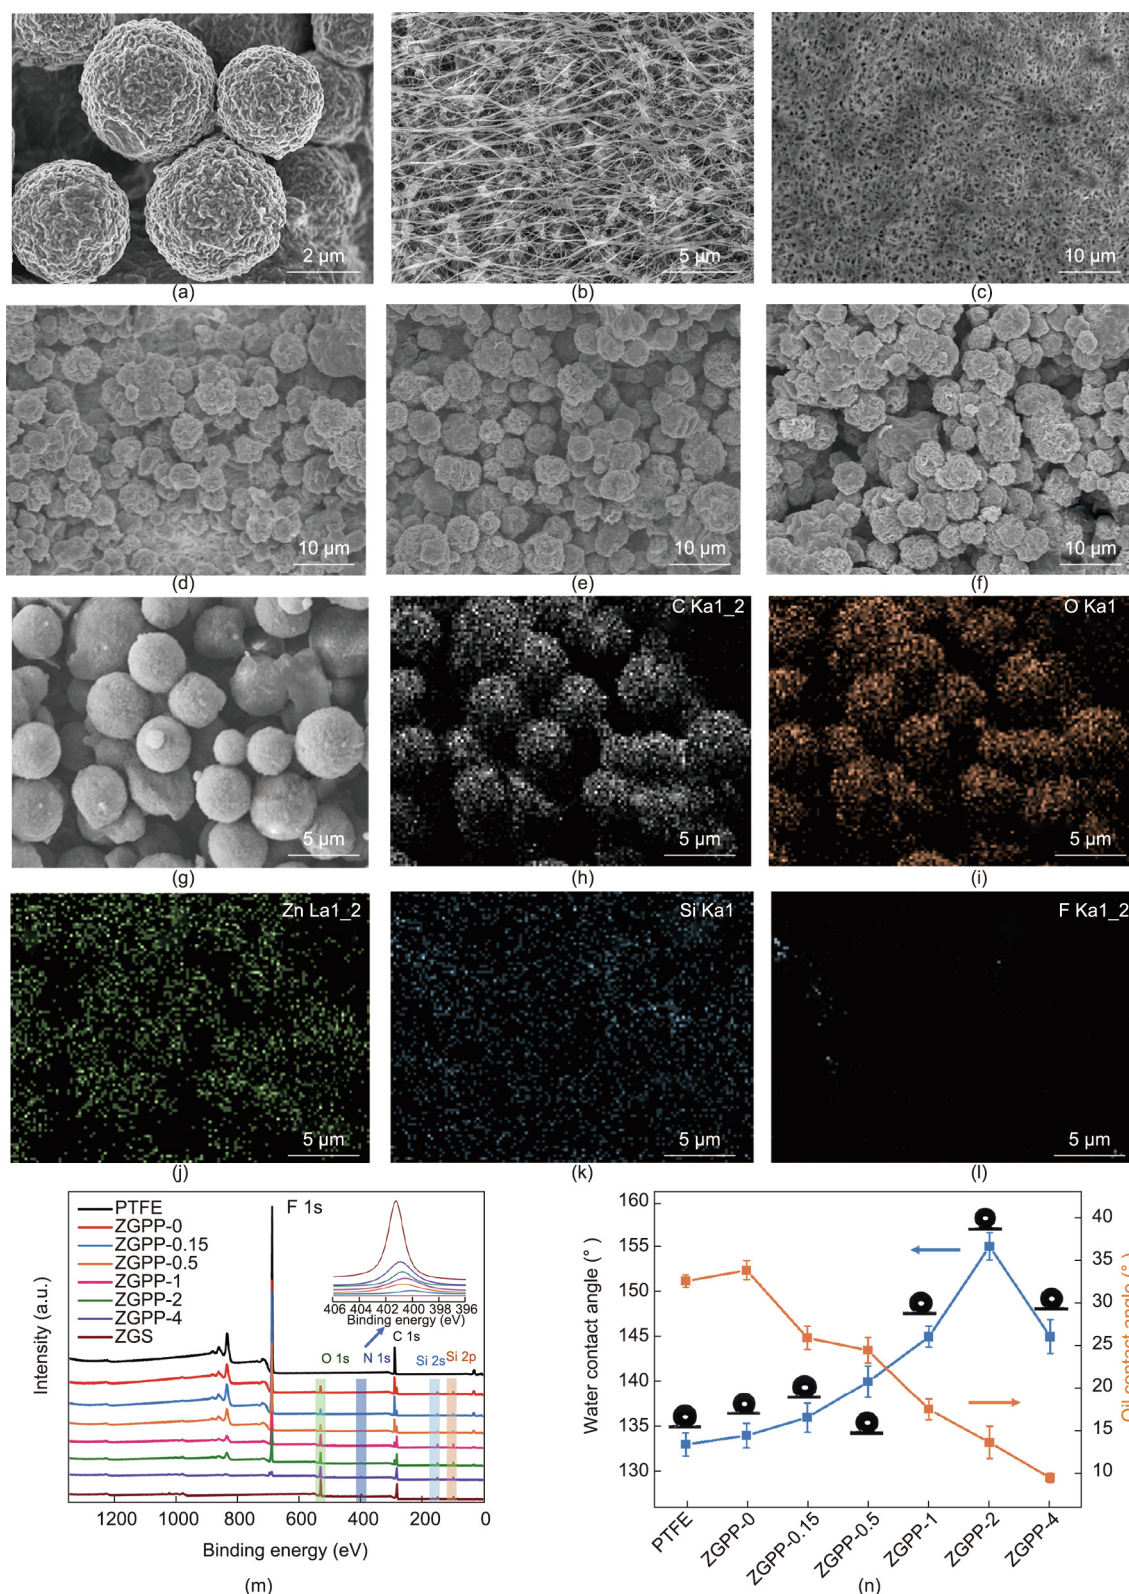 2 μm
5 μm
10 μm
(a)
(b)
(c)
10 μm
10 μm
10 μm
(d)
(e)
(f)
5 μm
C Ka1_2
5 μm
O Ka1
5 μm
(g)
(h)
(i)
Zn La1_2
5 μm
Si Ka1
5 μm
F Ka1_2
5 μm
(j)
(k)
(l)
PTFE
ZGPP-0
ZGPP-0.15
ZGPP-0.5
ZGPP-1
ZGPP-2
ZGPP-4
ZGS
F 1s
406 404 402 400 398 396
Binding energy (eV)
C 1s
O 1s
N 1s
Si 2s
Si 2p
Intensity (a.u.)
1200 1000 800 600 400 200 0
Binding energy (eV)
(m)
160
155
150
145
140
135
130
Water contact angle (°)
40
35
30
25
20
15
10
Oil contact angle (°)
PTFE
ZGPP-0
ZGPP-0.15
ZGPP-0.5
ZGPP-1
ZGPP-2
ZGPP-4
(n)